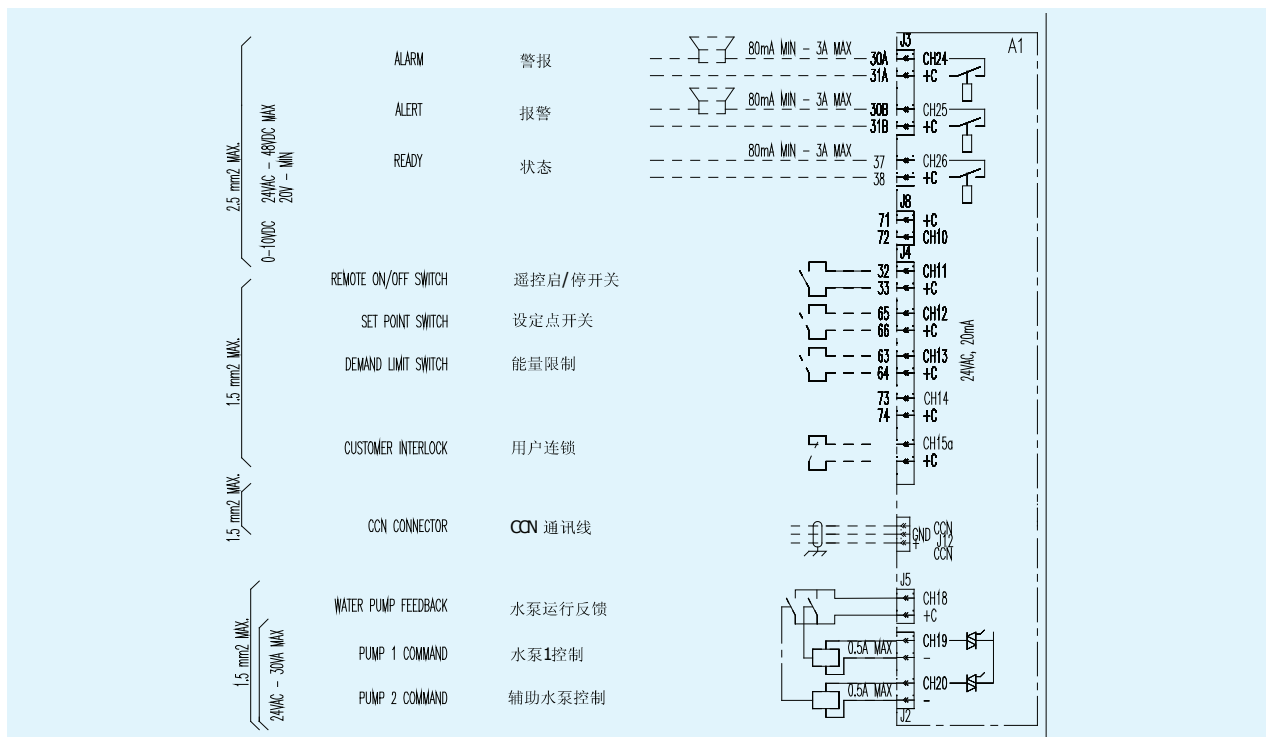 A1
J3
ALARM 警报 80mA MIN - 3A MAX 30A CH24
31A +C
ALERT 报警 80mA MIN - 3A MAX 30B CH25
31B +C
READY 状态 80mA MIN - 3A MAX 37 CH26
38 +C
2.5 mm2 MAX.
0-10VDC 24VAC - 48VDC MAX
20V - MIN
J8
71 +C
72 CH10
J4
REMOTE ON/OFF SWITCH 遥控启/停开关 32 CH11
33 +C
SET POINT SWITCH 设定点开关 65 CH12
66 +C
DEMAND LIMIT SWITCH 能量限制 63 CH13
64 +C
24VAC, 20mA
1.5 mm2 MAX.
73 CH14
74 +C
CUSTOMER INTERLOCK 用户连锁 CH15a
+C
1.5 mm2 MAX.
CCN CONNECTOR CCN 通讯线 CCN
GND J12
+ CCN
J5
WATER PUMP FEEDBACK 水泵运行反馈 CH18
+C
1.5 mm2 MAX.
24VAC - 30VA MAX
PUMP 1 COMMAND 水泵1控制 0.5A MAX CH19
-
PUMP 2 COMMAND 辅助水泵控制 0.5A MAX CH20
-
J2